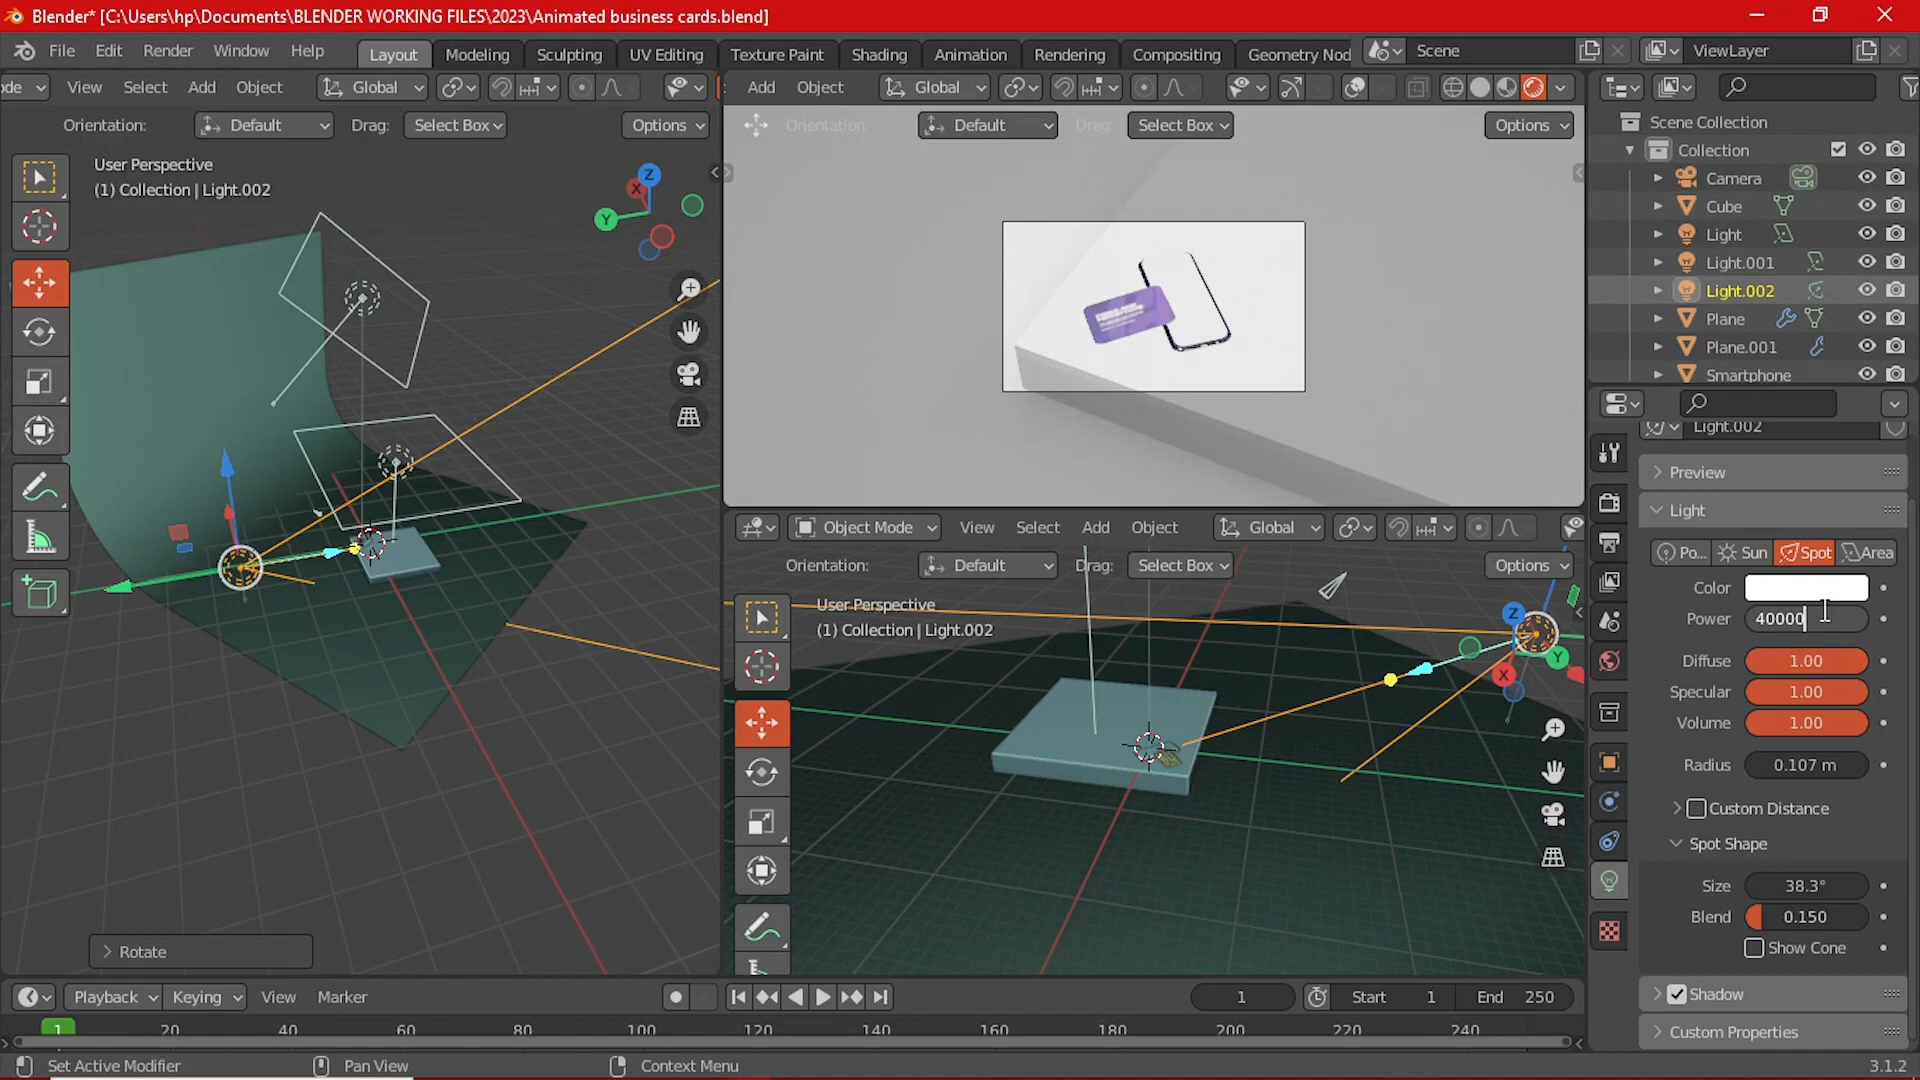 Blender* [C:\Users\hp\Documents\BLENDER WORKING FILES\2023\Animated business cards.blend]
File Edit Render Window Help Layout Modeling Sculpting UV Editing Texture Paint Shading Animation Rendering Compositing Geometry Nod Scene ViewLayer
de View Select Add Object Global Add Object Global
Orientation: Default Drag: Select Box Options Orientation: Default Drag: Select Box Options
Scene Collection
Collection
Camera
Cube
Light
Light.001
Light.002
Plane
Plane.001
Smartphone
User Perspective
(1) Collection | Light.002
Z
X
Y
Rotate
Object Mode View Select Add Object Global
Orientation: Default Drag: Select Box Options
User Perspective
(1) Collection | Light.002
Z
Y
X
Light.002
Preview
Light
Po... Sun Spot Area
Color
Power 40000
Diffuse 1.00
Specular 1.00
Volume 1.00
Radius 0.107 m
Custom Distance
Spot Shape
Size 38.3°
Blend 0.150
Show Cone
Shadow
Custom Properties
Playback Keying View Marker 1 Start 1 End 250
1 20 40 60 80 100 120 140 160 180 200 220 240
Set Active Modifier Pan View Context Menu 3.1.2